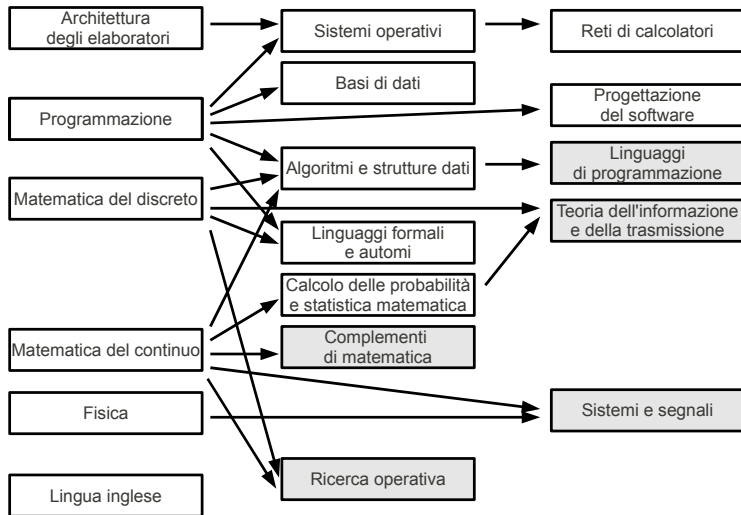 Architettura
degli elaboratori
Sistemi operativi
Reti di calcolatori
Basi di dati
Programmazione
Progettazione
del software
Algoritmi e strutture dati
Linguaggi
di programmazione
Matematica del discreto
Teoria dell'informazione
e della trasmissione
Linguaggi formali
e automi
Calcolo delle probabilità
e statistica matematica
Matematica del continuo
Complementi
di matematica
Fisica
Sistemi e segnali
Ricerca operativa
Lingua inglese